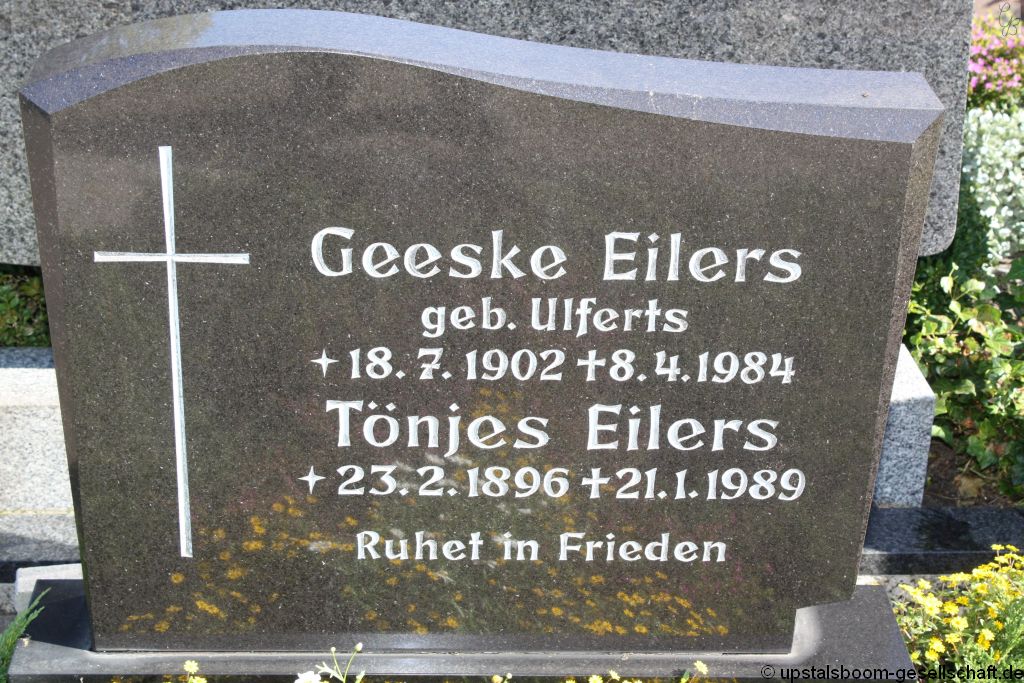 Geeske Eilers
geb. Ulferts
✦ 18. 7. 1902 ✝ 8. 4. 1984
Tönjes Eilers
✦ 23. 2. 1896 ✝ 21. 1. 1989
Ruhet in Frieden
© upstalsboom-gesellschaft.de